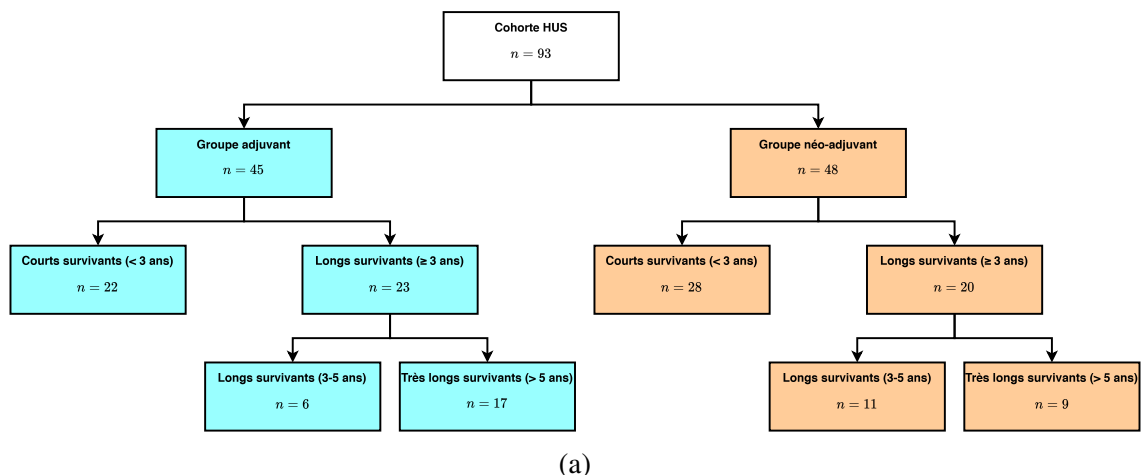 Cohorte HUS
n = 93
Groupe adjuvant
n = 45
Groupe néo-adjuvant
n = 48
Courts survivants (< 3 ans)
n = 22
Longs survivants (≥ 3 ans)
n = 23
Courts survivants (< 3 ans)
n = 28
Longs survivants (≥ 3 ans)
n = 20
Longs survivants (3-5 ans)
n = 6
Très longs survivants (> 5 ans)
n = 17
Longs survivants (3-5 ans)
n = 11
Très longs survivants (> 5 ans)
n = 9
(a)